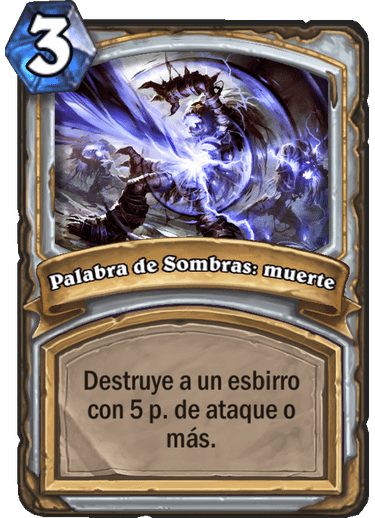 3
Palabra de Sombras: muerte
Destruye a un esbirro
con 5 p. de ataque o
más.